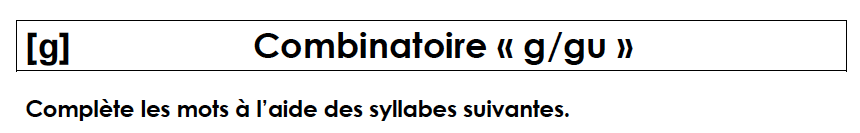 [g] Combinatoire « g/gu »
Complète les mots à l'aide des syllabes suivantes.